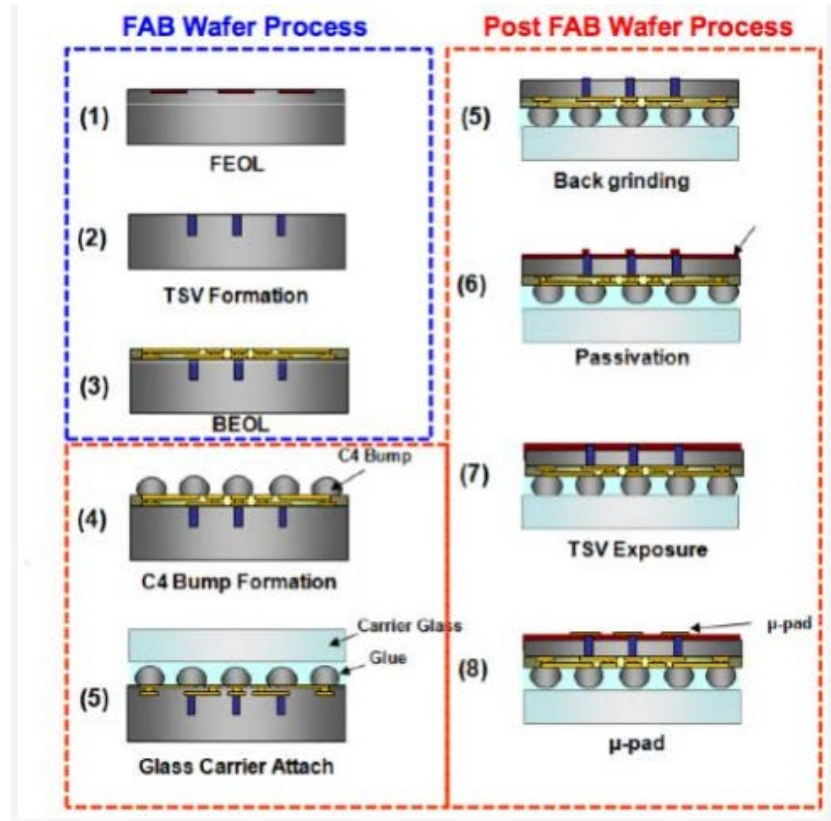 FAB Wafer Process
(1)
FEOL
(2)
TSV Formation
(3)
BEOL
C4 Bump
(4)
C4 Bump Formation
Carrier Glass
Glue
(5)
Glass Carrier Attach
Post FAB Wafer Process
(5)
Back grinding
(6)
Passivation
(7)
TSV Exposure
μ-pad
(8)
μ-pad